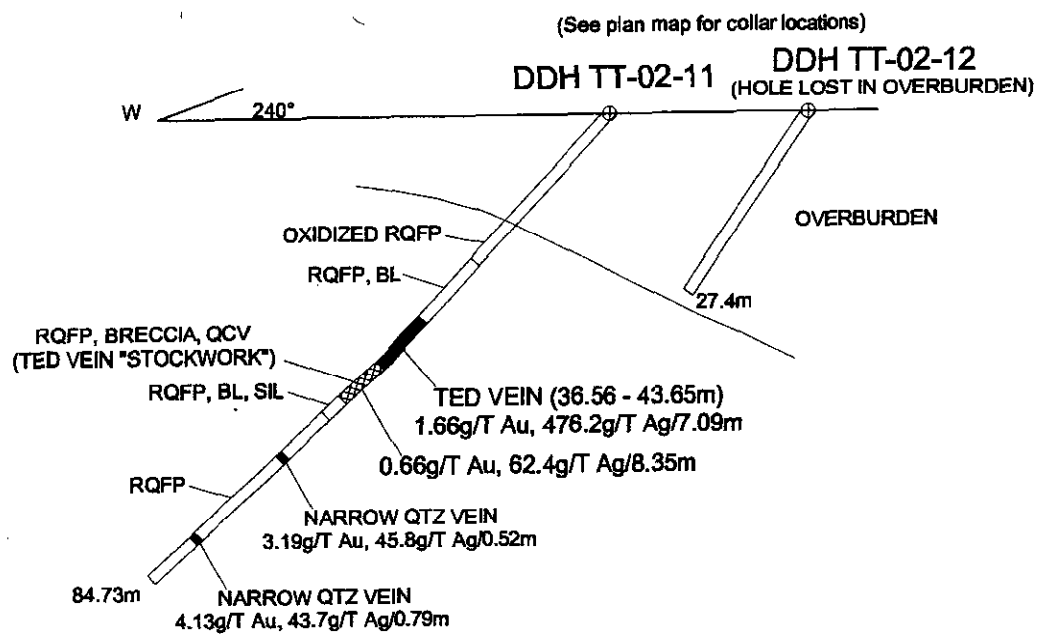 (See plan map for collar locations)
DDH TT-02-11
DDH TT-02-12
(HOLE LOST IN OVERBURDEN)
W
240°
OVERBURDEN
OXIDIZED RQFP
RQFP, BL
27.4m
RQFP, BRECCIA, QCV
(TED VEIN "STOCKWORK")
RQFP, BL, SIL
TED VEIN (36.56 - 43.65m)
1.66g/T Au, 476.2g/T Ag/7.09m
0.66g/T Au, 62.4g/T Ag/8.35m
RQFP
NARROW QTZ VEIN
3.19g/T Au, 45.8g/T Ag/0.52m
84.73m
NARROW QTZ VEIN
4.13g/T Au, 43.7g/T Ag/0.79m